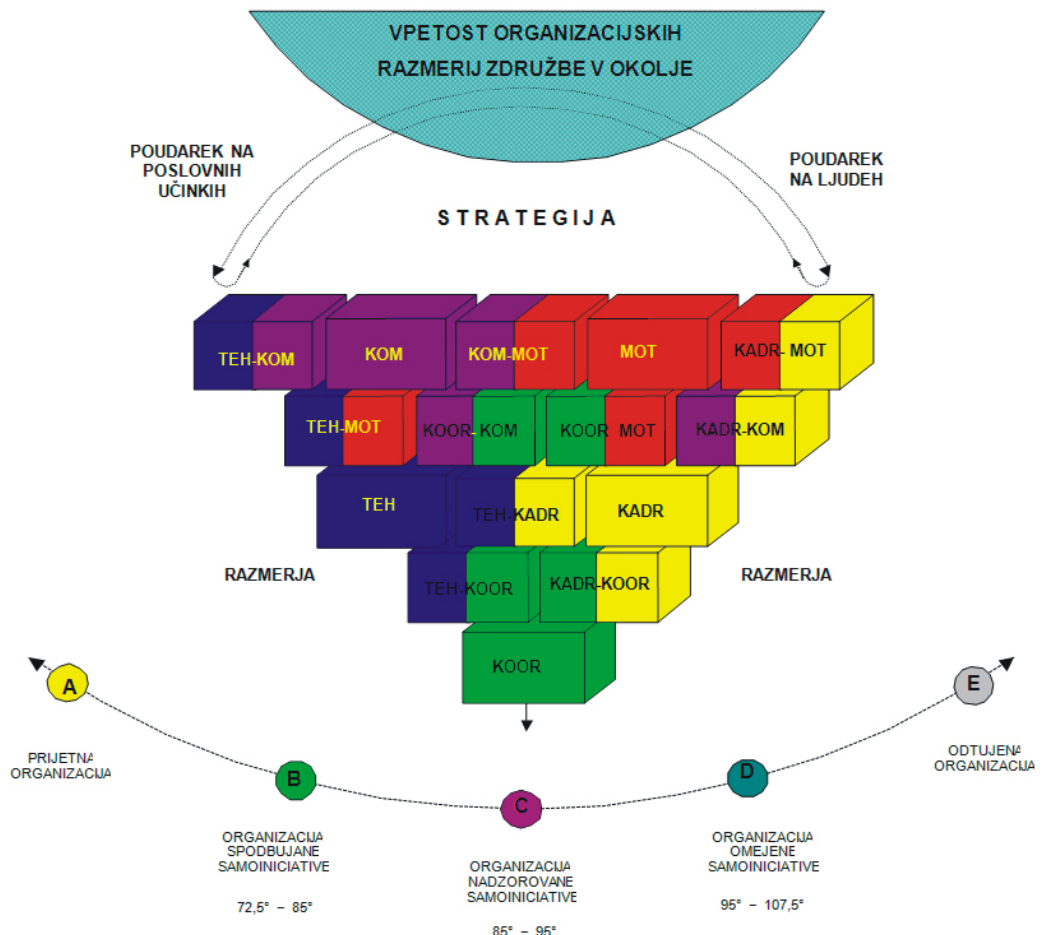 VPETOST ORGANIZACIJSKIH
RAZMERIJ ZDRUŽBE V OKOLJE
POUDAREK NA
POSLOVNIH
UČINKIH
POUDAREK
NA LJUDEH
STRATEGIJA
TEH-KOM
KOM
KOM-MOT
MOT
KADR- MOT
TEH-MOT
KOOR- KOM
KOOR MOT
KADR-KOM
TEH
TEH-KADR
KADR
RAZMERJA
TEH-KOOR
KADR-KOOR
RAZMERJA
KOOR
A
E
PRIJETNA
ORGANIZACIJA
ODTUJENA
ORGANIZACIJA
B
C
D
ORGANIZACIJA
SPODBUJANE
SAMOINICIATIVE
72,5° – 85°
ORGANIZACIJA
NADZOROVANE
SAMOINICIATIVE
85° – 95°
ORGANIZACIJA
OMEJENE
SAMOINICIATIVE
95° – 107,5°